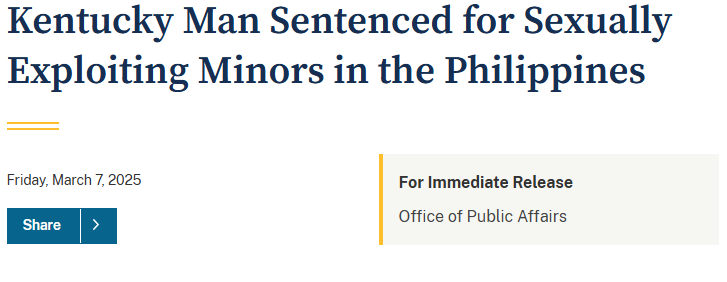 Kentucky Man Sentenced for Sexually
Exploiting Minors in the Philippines
Friday, March 7, 2025
For Immediate Release
Office of Public Affairs
Share